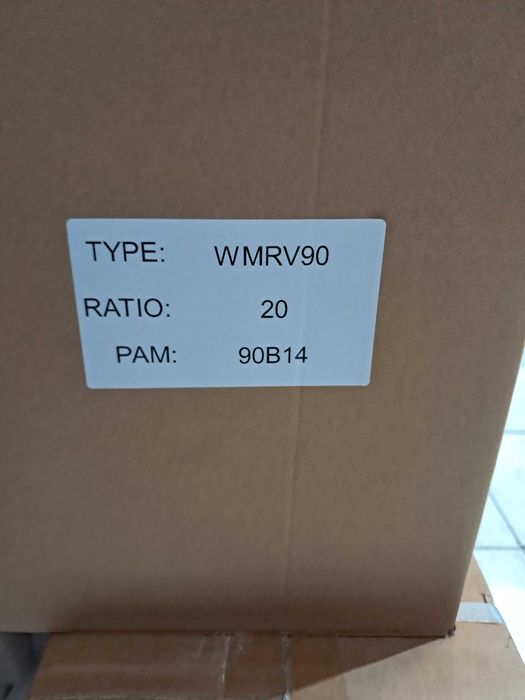 TYPE: WMRV90
RATIO: 20
PAM: 90B14